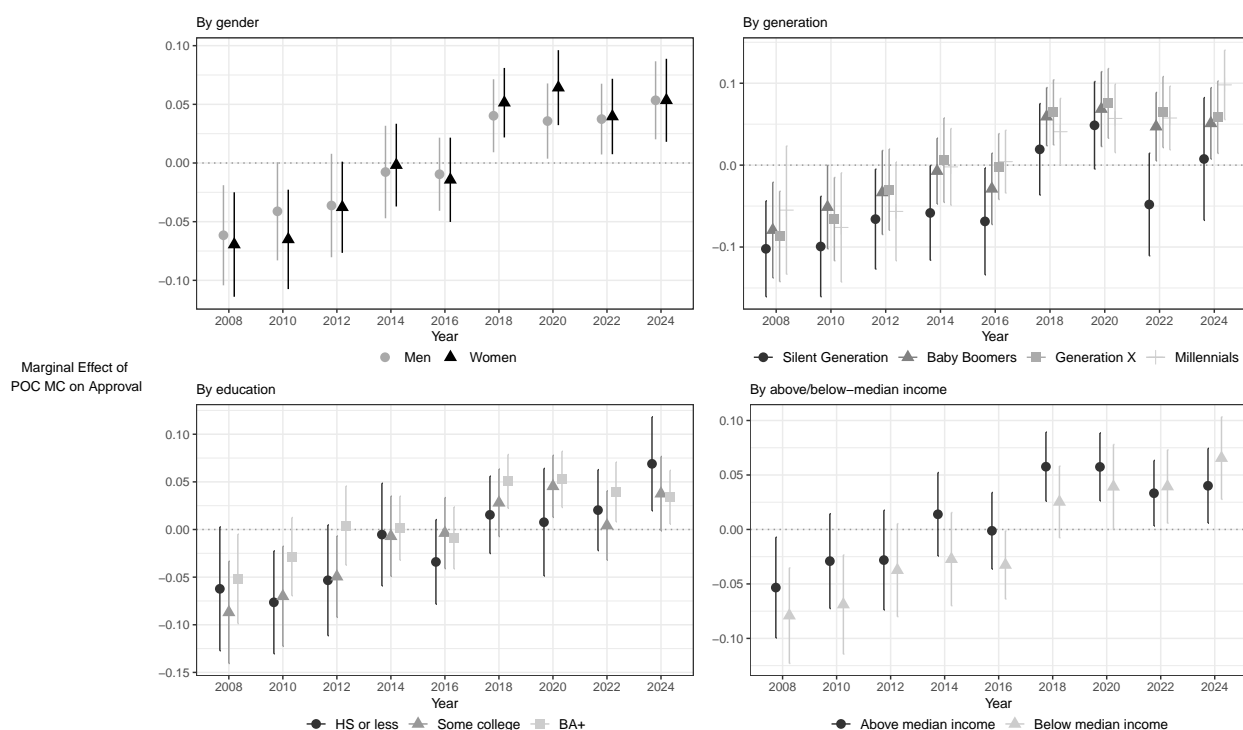 By gender
0.10
0.05
0.00
−0.05
−0.10
2008 2010 2012 2014 2016 2018 2020 2022 2024
Year
Men Women
By generation
0.1
0.0
−0.1
2008 2010 2012 2014 2016 2018 2020 2022 2024
Year
Silent Generation Baby Boomers Generation X Millennials
Marginal Effect of
POC MC on Approval
By education
0.10
0.05
0.00
−0.05
−0.10
−0.15
2008 2010 2012 2014 2016 2018 2020 2022 2024
Year
HS or less Some college BA+
By above/below−median income
0.10
0.05
0.00
−0.05
−0.10
2008 2010 2012 2014 2016 2018 2020 2022 2024
Year
Above median income Below median income